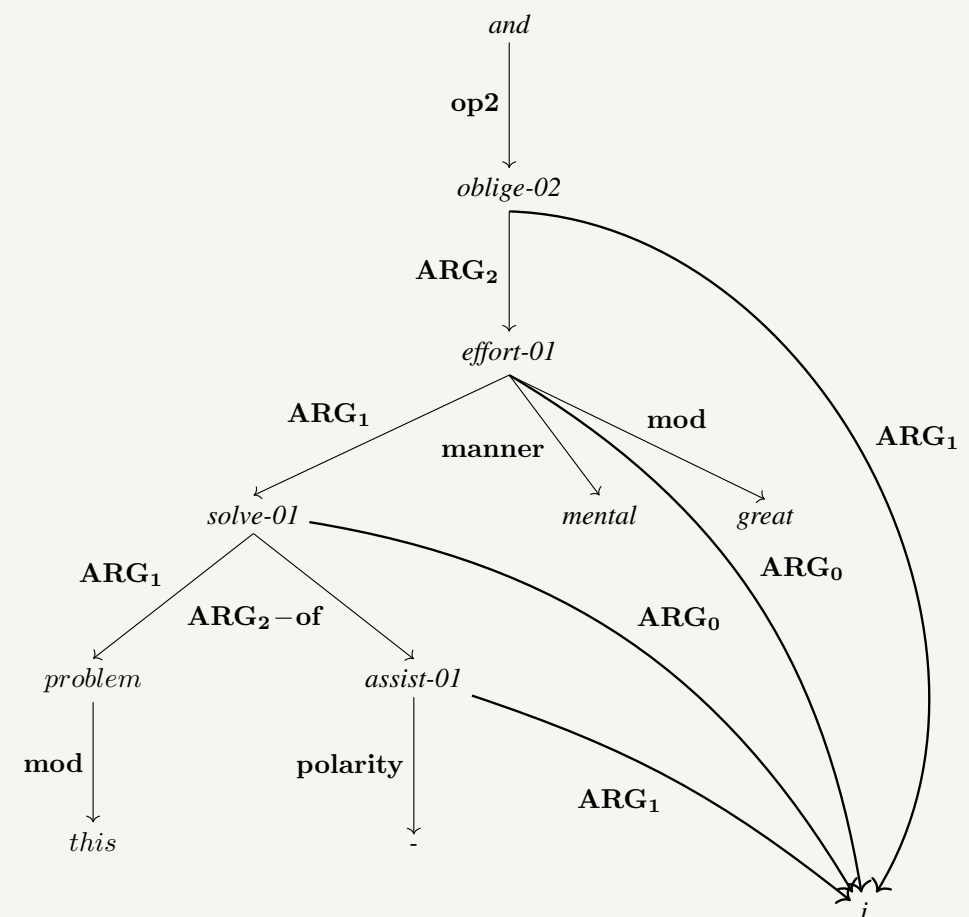 and
op2
oblige-02
ARG₂
effort-01
ARG₁
manner
mod
ARG₁
solve-01
mental
great
ARG₁
ARG₂−of
ARG₀
ARG₀
problem
assist-01
mod
polarity
ARG₁
this
-
i